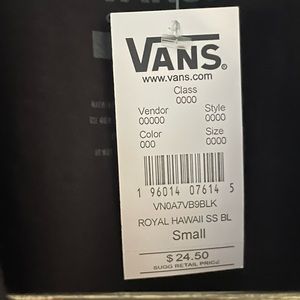 VANS
www.vans.com
Class
0000
Vendor Style
00000 0000
Color Size
000 0000
1 96014 07614 5
VN0A7VB9BLK
ROYAL HAWAII SS BL
Small
$ 24.50
SUGG RETAIL PRICE